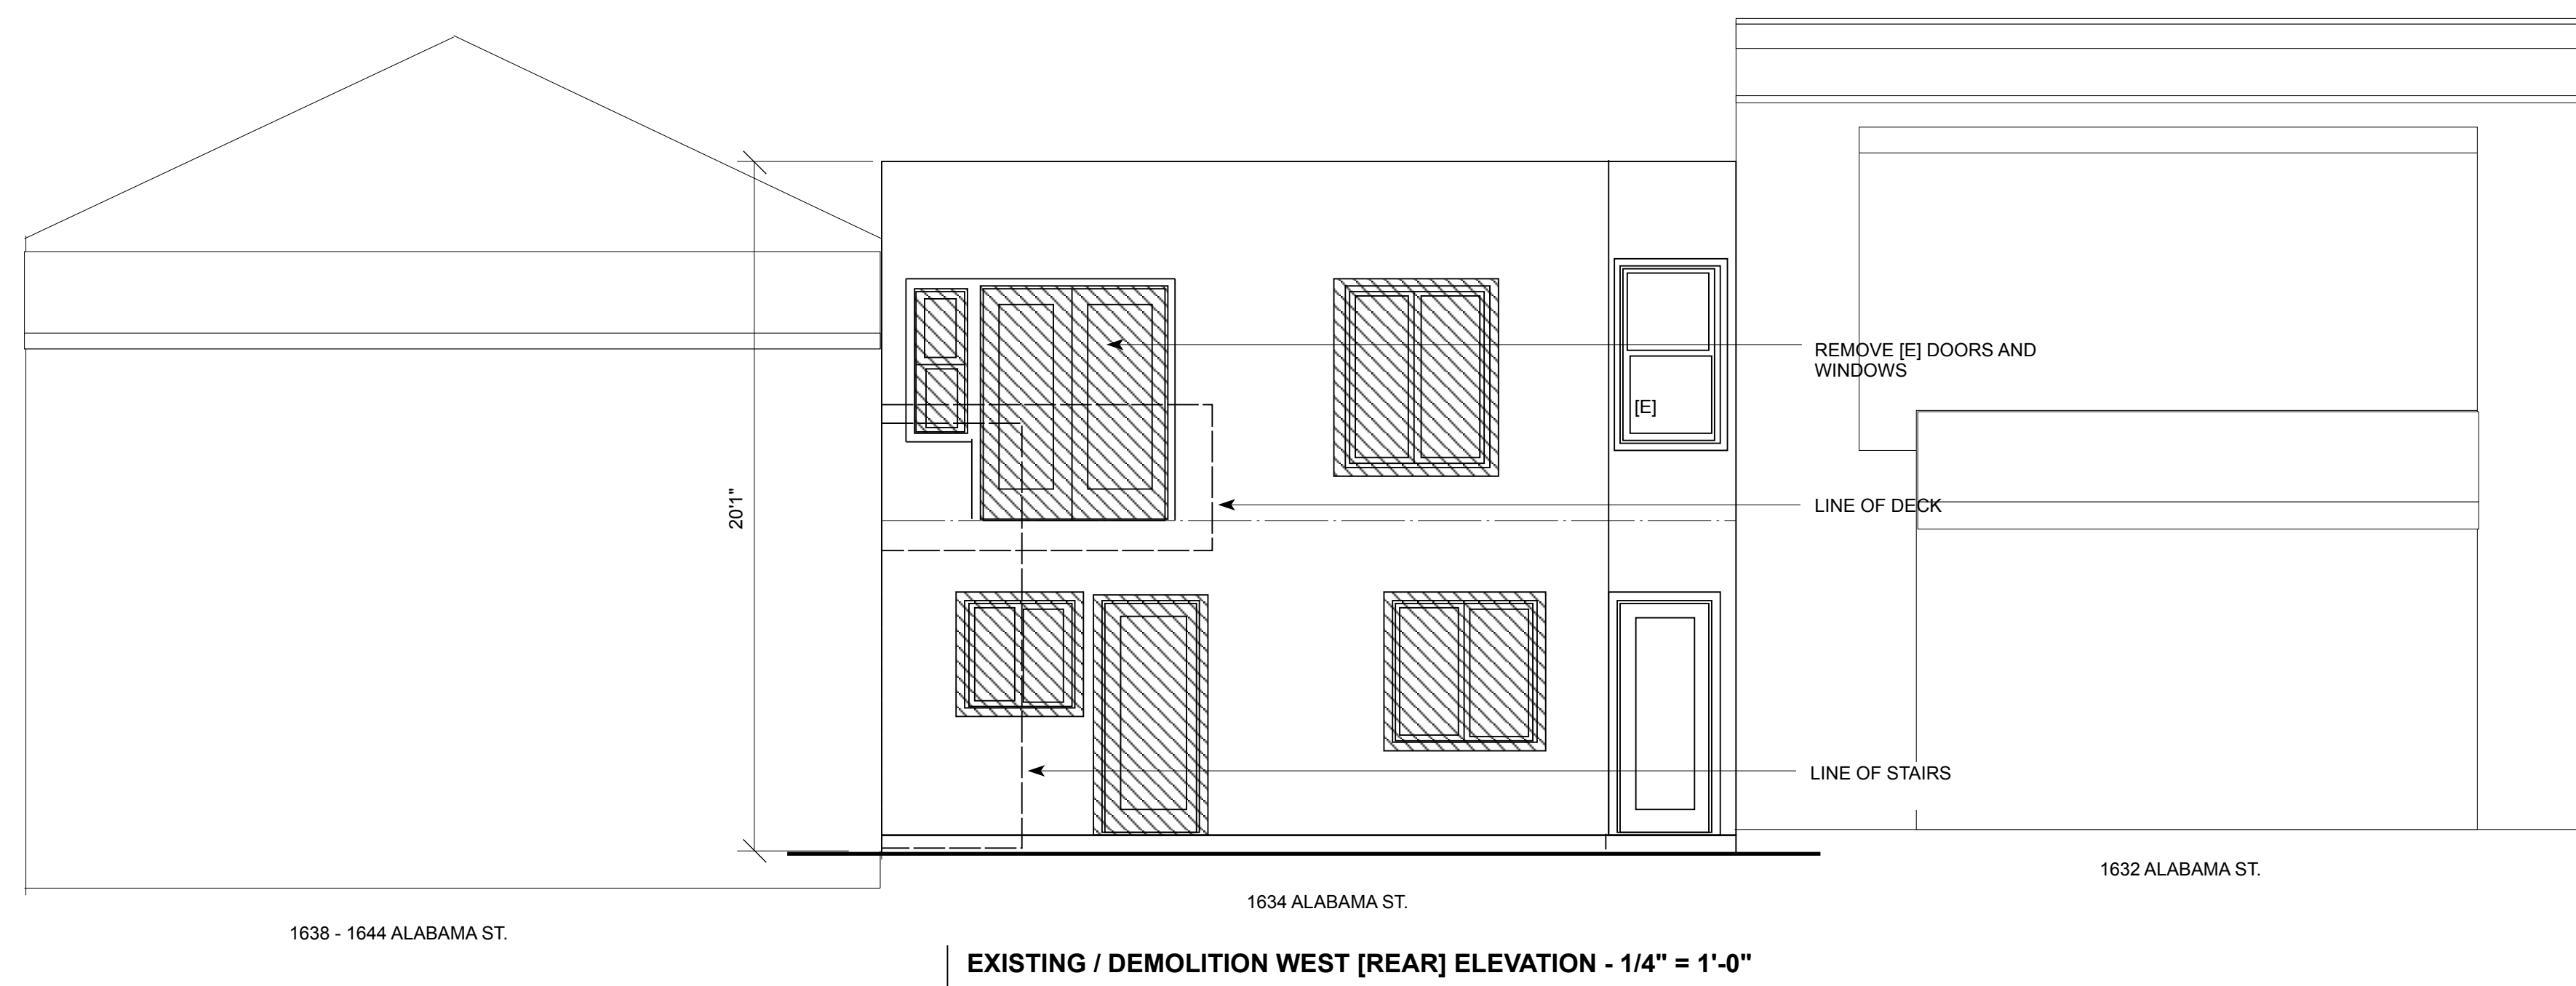 REMOVE [E] DOORS AND
WINDOWS
[E]
20'1"
LINE OF DECK
LINE OF STAIRS
1632 ALABAMA ST.
1634 ALABAMA ST.
1638 - 1644 ALABAMA ST.
EXISTING / DEMOLITION WEST [REAR] ELEVATION - 1/4" = 1'-0"